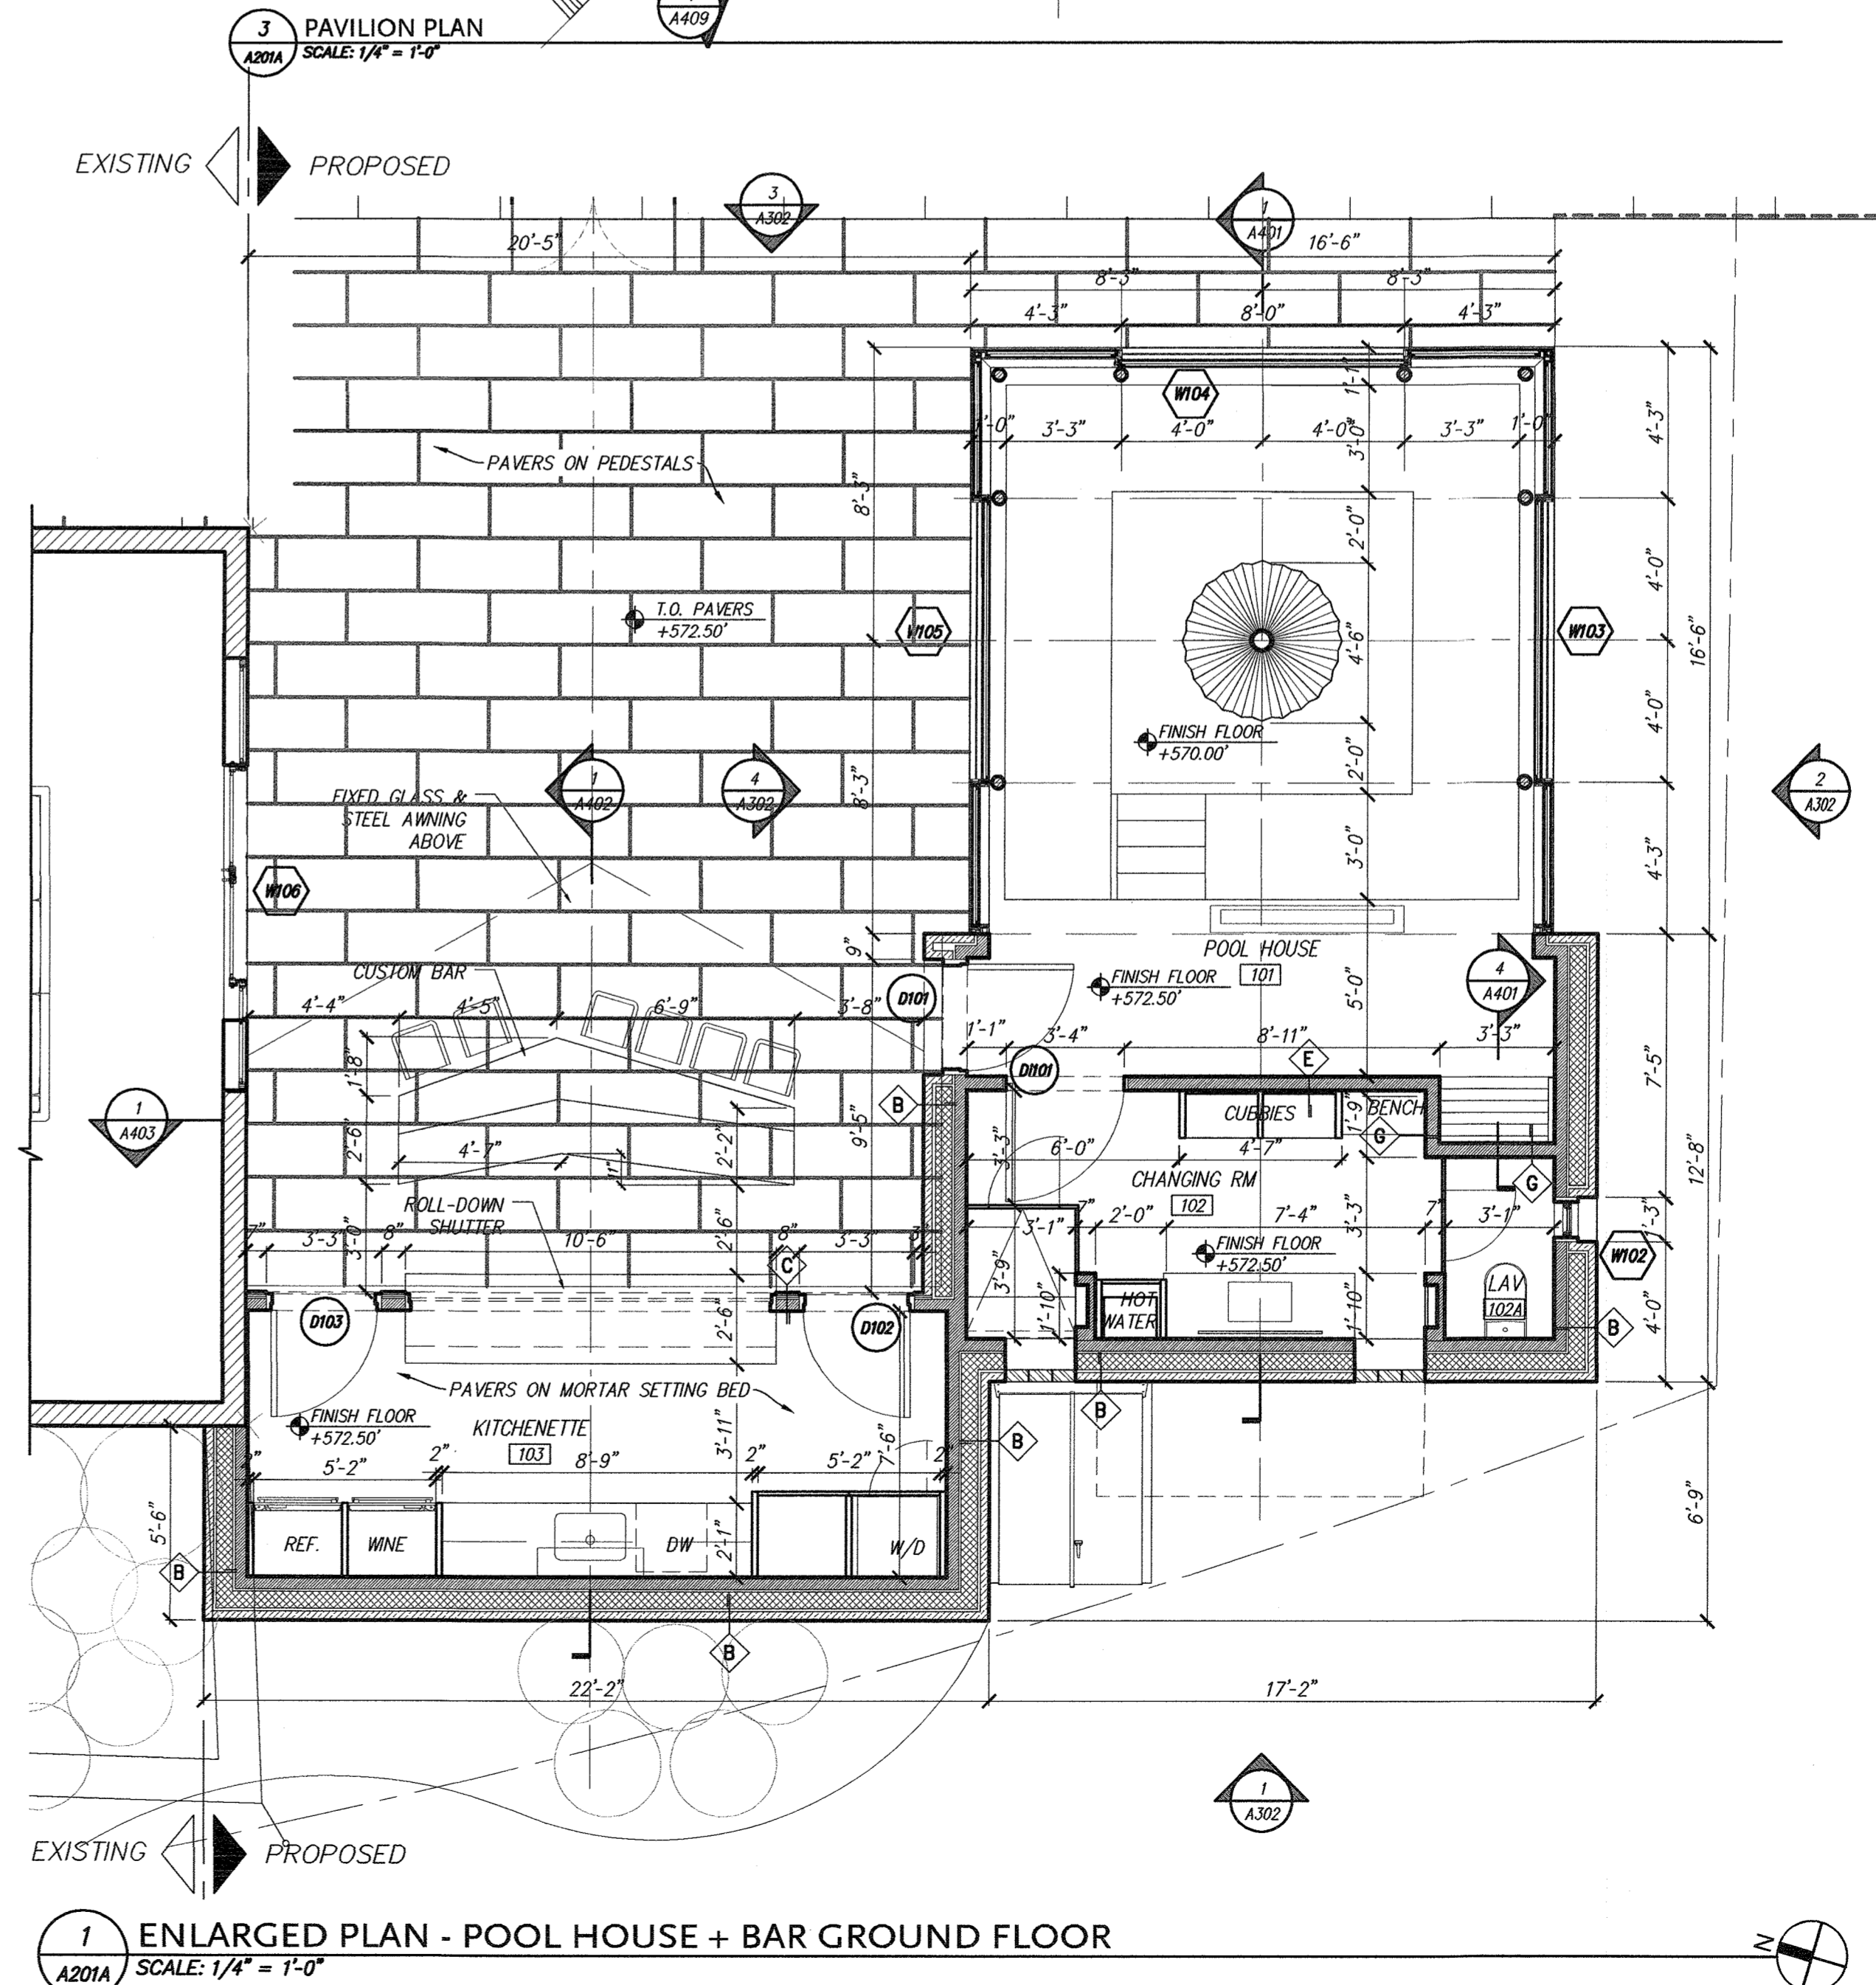 3
A201A
PAVILION PLAN
SCALE: 1/4" = 1'-0"
A409
EXISTING
PROPOSED
3
A302
1
A401
20'-5"
16'-6"
8'-3"
8'-3"
4'-3"
8'-0"
4'-3"
W104
1'-1"
1'-0"
3'-3"
4'-0"
4'-0"
3'-3"
1'-0"
3'-0"
4'-3"
PAVERS ON PEDESTALS
8'-3"
2'-0"
4'-0"
T.O. PAVERS
+572.50'
W105
4'-6"
W103
16'-6"
FINISH FLOOR
+570.00'
4'-0"
2'-0"
1
A402
4
A302
8'-3"
2
A302
FIXED GLASS &
STEEL AWNING
ABOVE
3'-0"
4'-3"
W106
9"
POOL HOUSE
101
FINISH FLOOR
+572.50'
5'-0"
4
A401
CUSTOM BAR
4'-4"
4'-5"
6'-9"
3'-8"
D101
1'-1"
3'-4"
8'-11"
3'-3"
7'-5"
E
DI101
1'-8"
B
CUBBIES
1'-9"
BENCH
1
A403
9'-5"
G
2'-6"
4'-7"
11"
2'-2"
3'-3"
6'-0"
4'-7"
CHANGING RM
102
G
12'-8"
ROLL-DOWN
SHUTTER
7"
3'-3"
3'-0"
8"
10'-6"
2'-6"
8"
3'-3"
3"
C
3'-1"
7"
2'-0"
7'-4"
3'-3"
7"
3'-1"
1'-3"
FINISH FLOOR
+572.50'
W102
3'-9"
1'-10"
HOT
WATER
1'-10"
LAV
102A
4'-0"
B
D103
2'-6"
D102
PAVERS ON MORTAR SETTING BED
FINISH FLOOR
+572.50'
KITCHENETTE
103
3'-11"
7'-6"
B
B
2"
5'-2"
2"
8'-9"
2"
5'-2"
2"
5'-6"
REF.
WINE
DW
2'-1"
W/D
6'-9"
B
B
22'-2"
17'-2"
1
A302
EXISTING
PROPOSED
1
A201A
ENLARGED PLAN - POOL HOUSE + BAR GROUND FLOOR
SCALE: 1/4" = 1'-0"
N